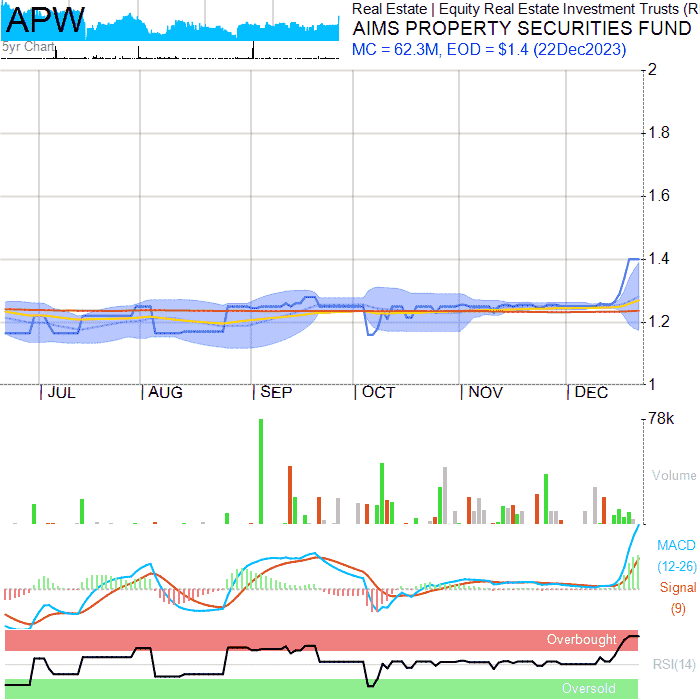 APW
5yr Chart
Real Estate | Equity Real Estate Investment Trusts (R
AIMS PROPERTY SECURITIES FUND
MC = 62.3M, EOD = $1.4 (22Dec2023)
2
1.8
1.6
1.4
1.2
1
JUL AUG SEP OCT NOV DEC
78k
Volume
MACD
(12-26)
Signal
(9)
Overbought
RSI(14)
Oversold